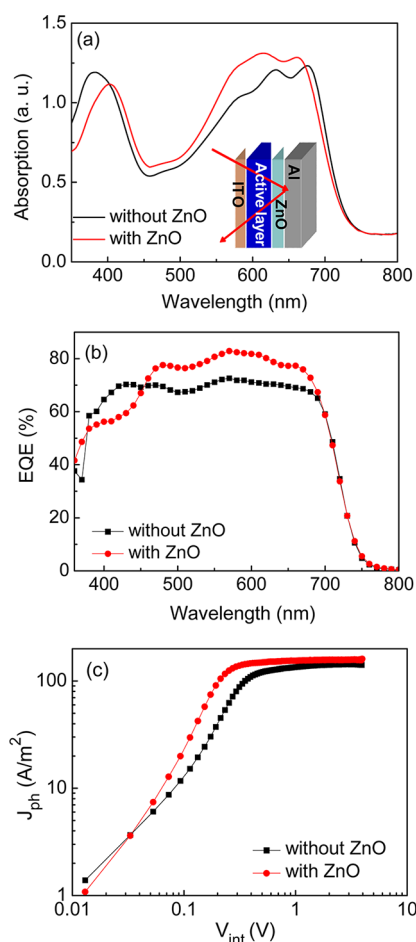 (a)
1.5
1.0
0.5
0.0
Absorption (a. u.)
without ZnO
with ZnO
ITO
Active layer
ZnO
Al
400 500 600 700 800
Wavelength (nm)
(b)
80
60
40
20
0
EQE (%)
without ZnO
with ZnO
400 500 600 700 800
Wavelength (nm)
(c)
100
10
1
J_ph (A/m²)
without ZnO
with ZnO
0.01 0.1 1 10
V_int (V)